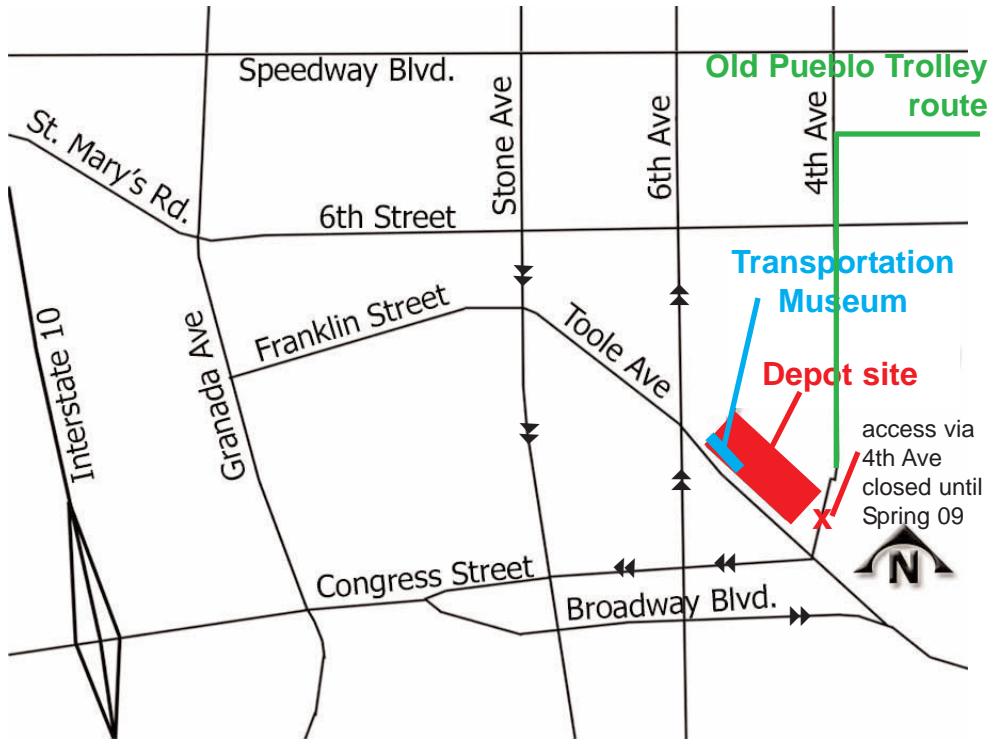 Speedway Blvd.
Old Pueblo Trolley
route
St. Mary's Rd.
Stone Ave
6th Ave
4th Ave
6th Street
Transportation
Museum
Interstate 10
Granada Ave
Franklin Street
Toole Ave
Depot site
access via
4th Ave
closed until
Spring 09
X
N
Congress Street
Broadway Blvd.